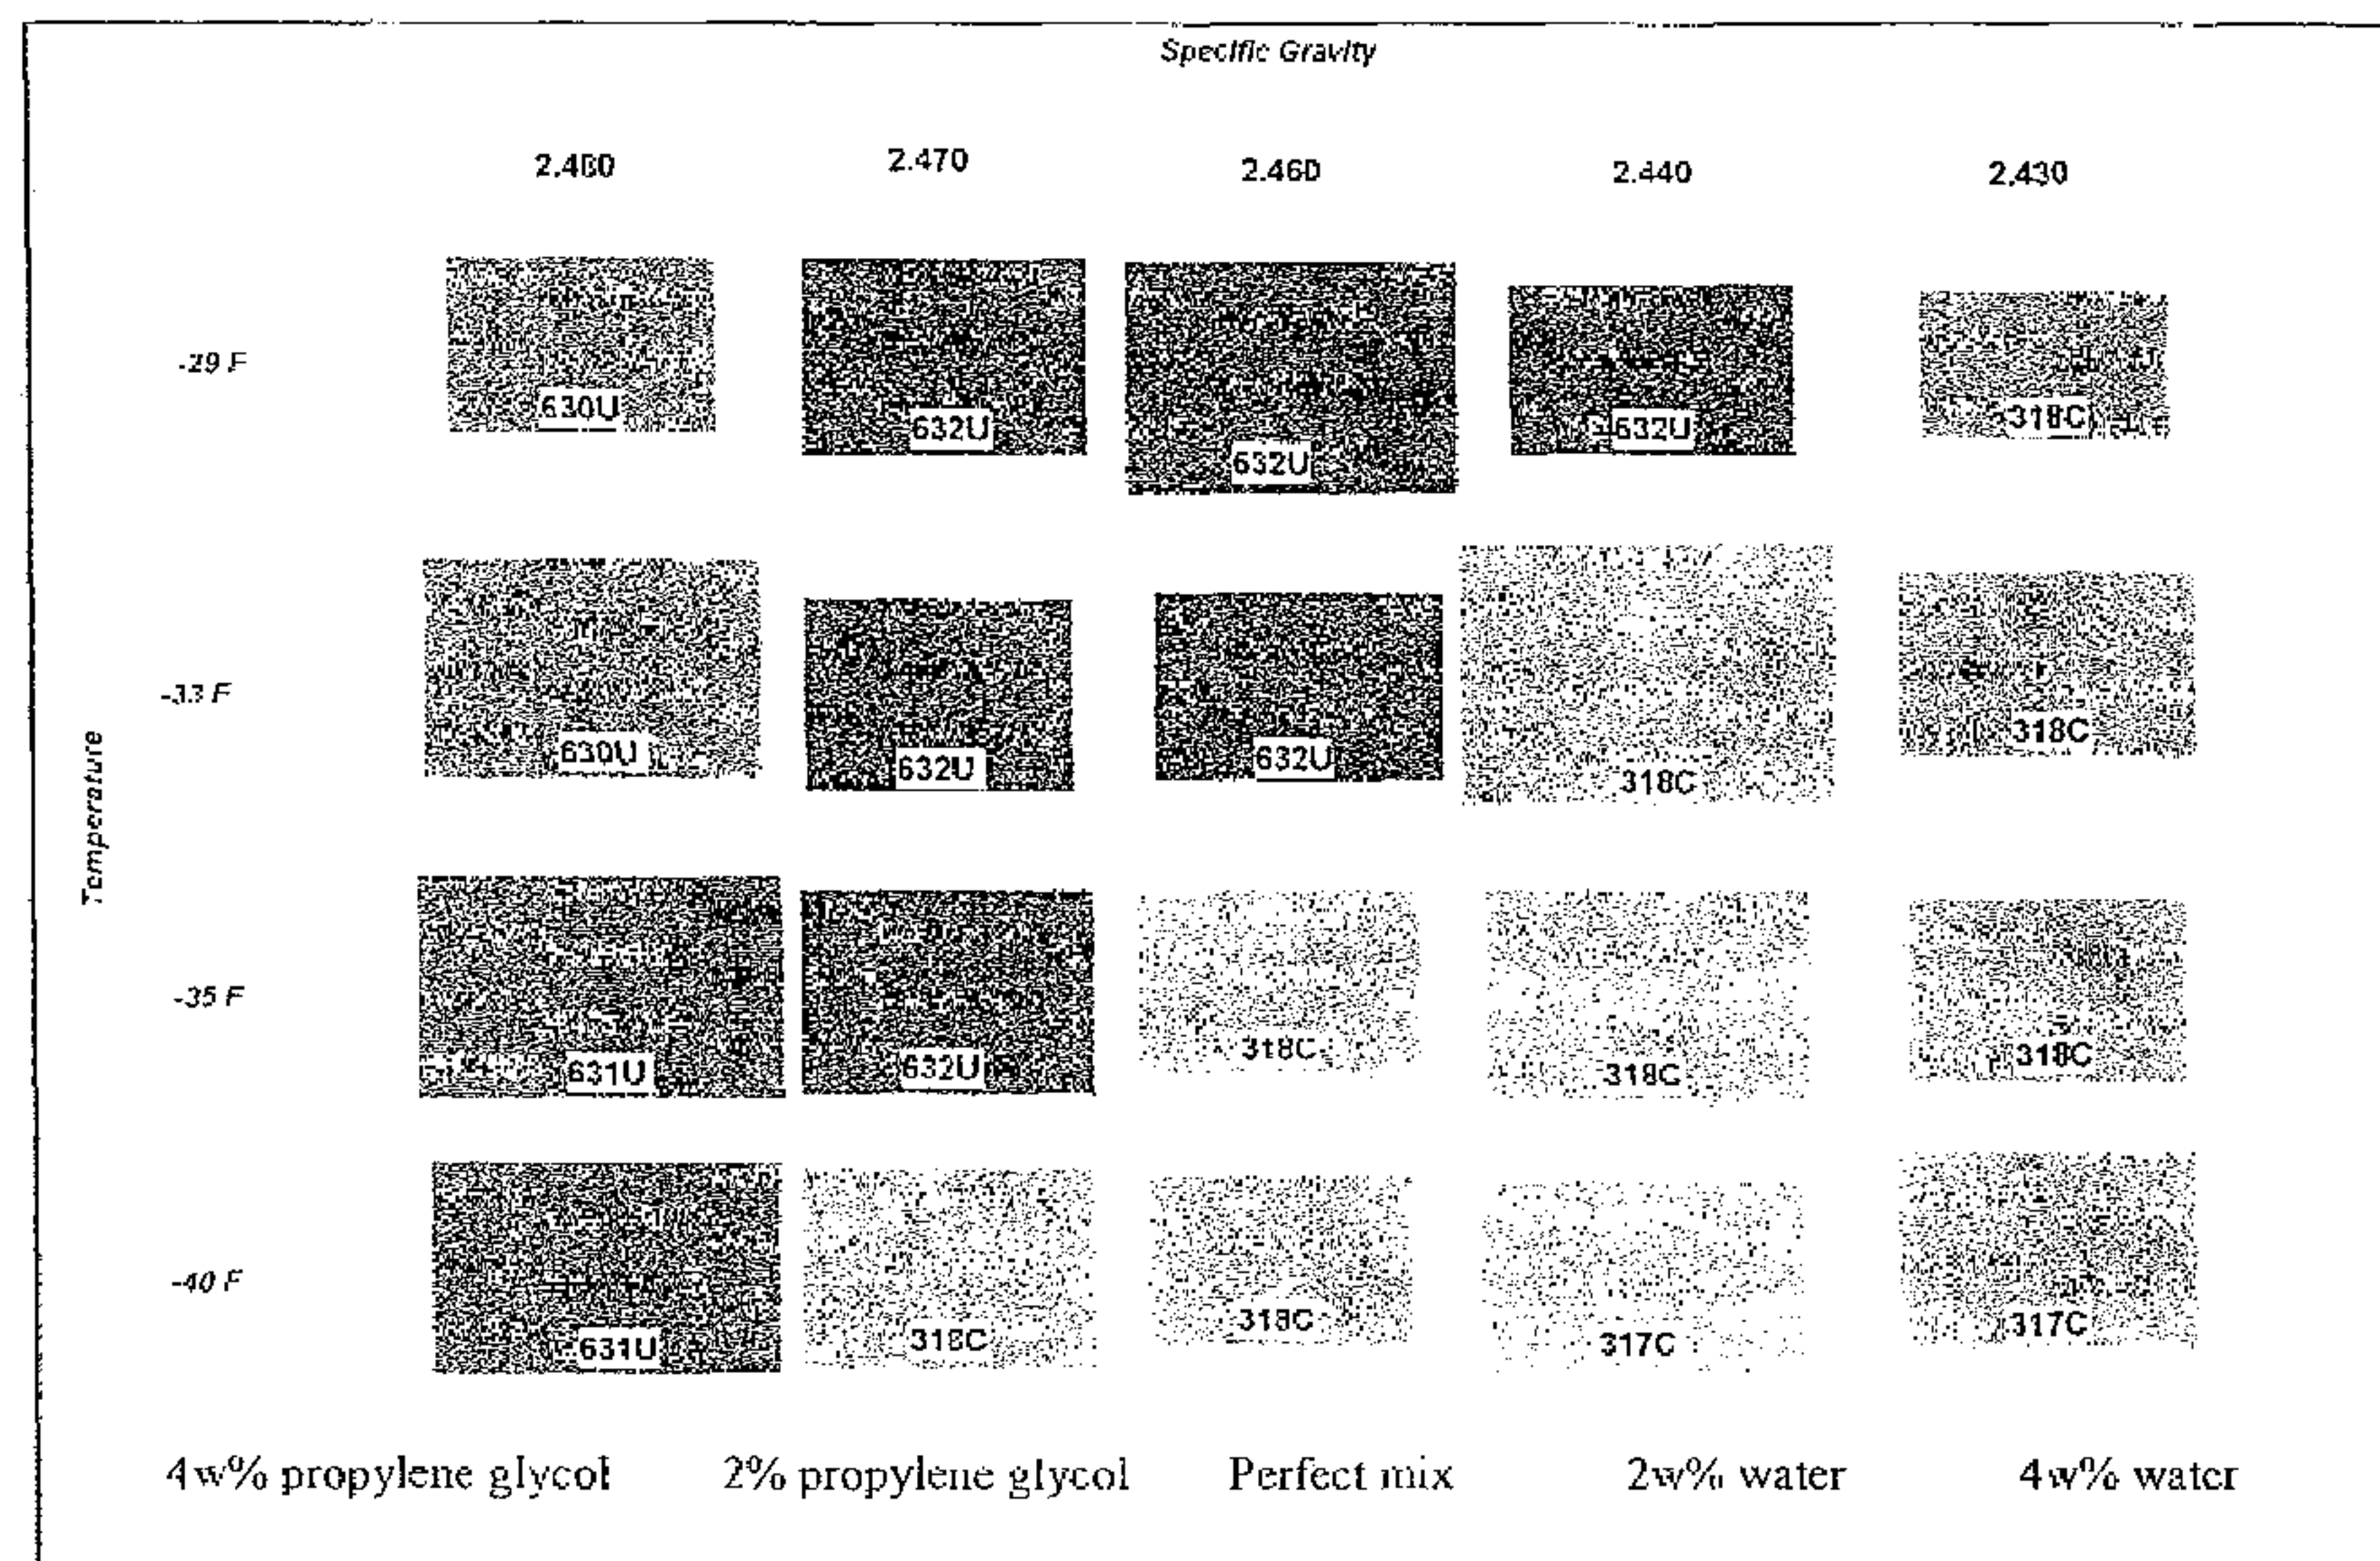 Specific Gravity
2.480 2.470 2.460 2.440 2.430
-29 F 630U 632U 632U 632U 318C
-33 F 630U 632U 632U 318C 318C
Temperature
-35 F 631U 632U 318C 318C 318C
-40 F 631U 318C 318C 317C 317C
4w% propylene glycol 2% propylene glycol Perfect mix 2w% water 4w% water